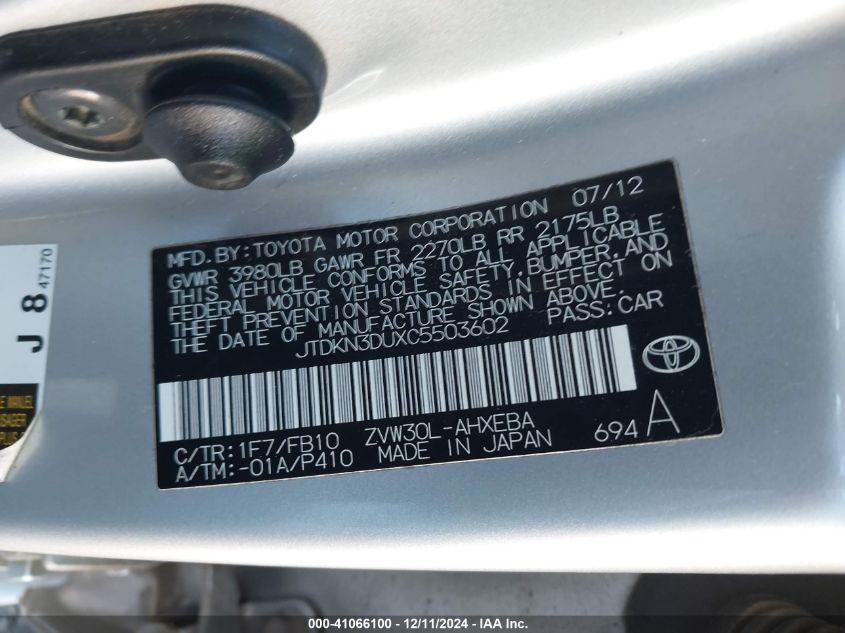 MFD. BY: TOYOTA MOTOR CORPORATION 07/12
GVWR 3980LB GAWR FR 2270LB RR 2175LB
THIS VEHICLE CONFORMS TO ALL APPLICABLE
FEDERAL MOTOR VEHICLE SAFETY, BUMPER, AND
THEFT PREVENTION STANDARDS IN EFFECT ON
THE DATE OF MANUFACTURE SHOWN ABOVE.
JTDKN3DUXC5503602 PASS. CAR
C/TR: 1F7/FB10 ZVW30L-AHXEBA
A/TM: -01A/P410 MADE IN JAPAN 694 A
J 8 47170
MANUEL
USAGER
PLUS
000-41066100 - 12/11/2024 - IAA Inc.